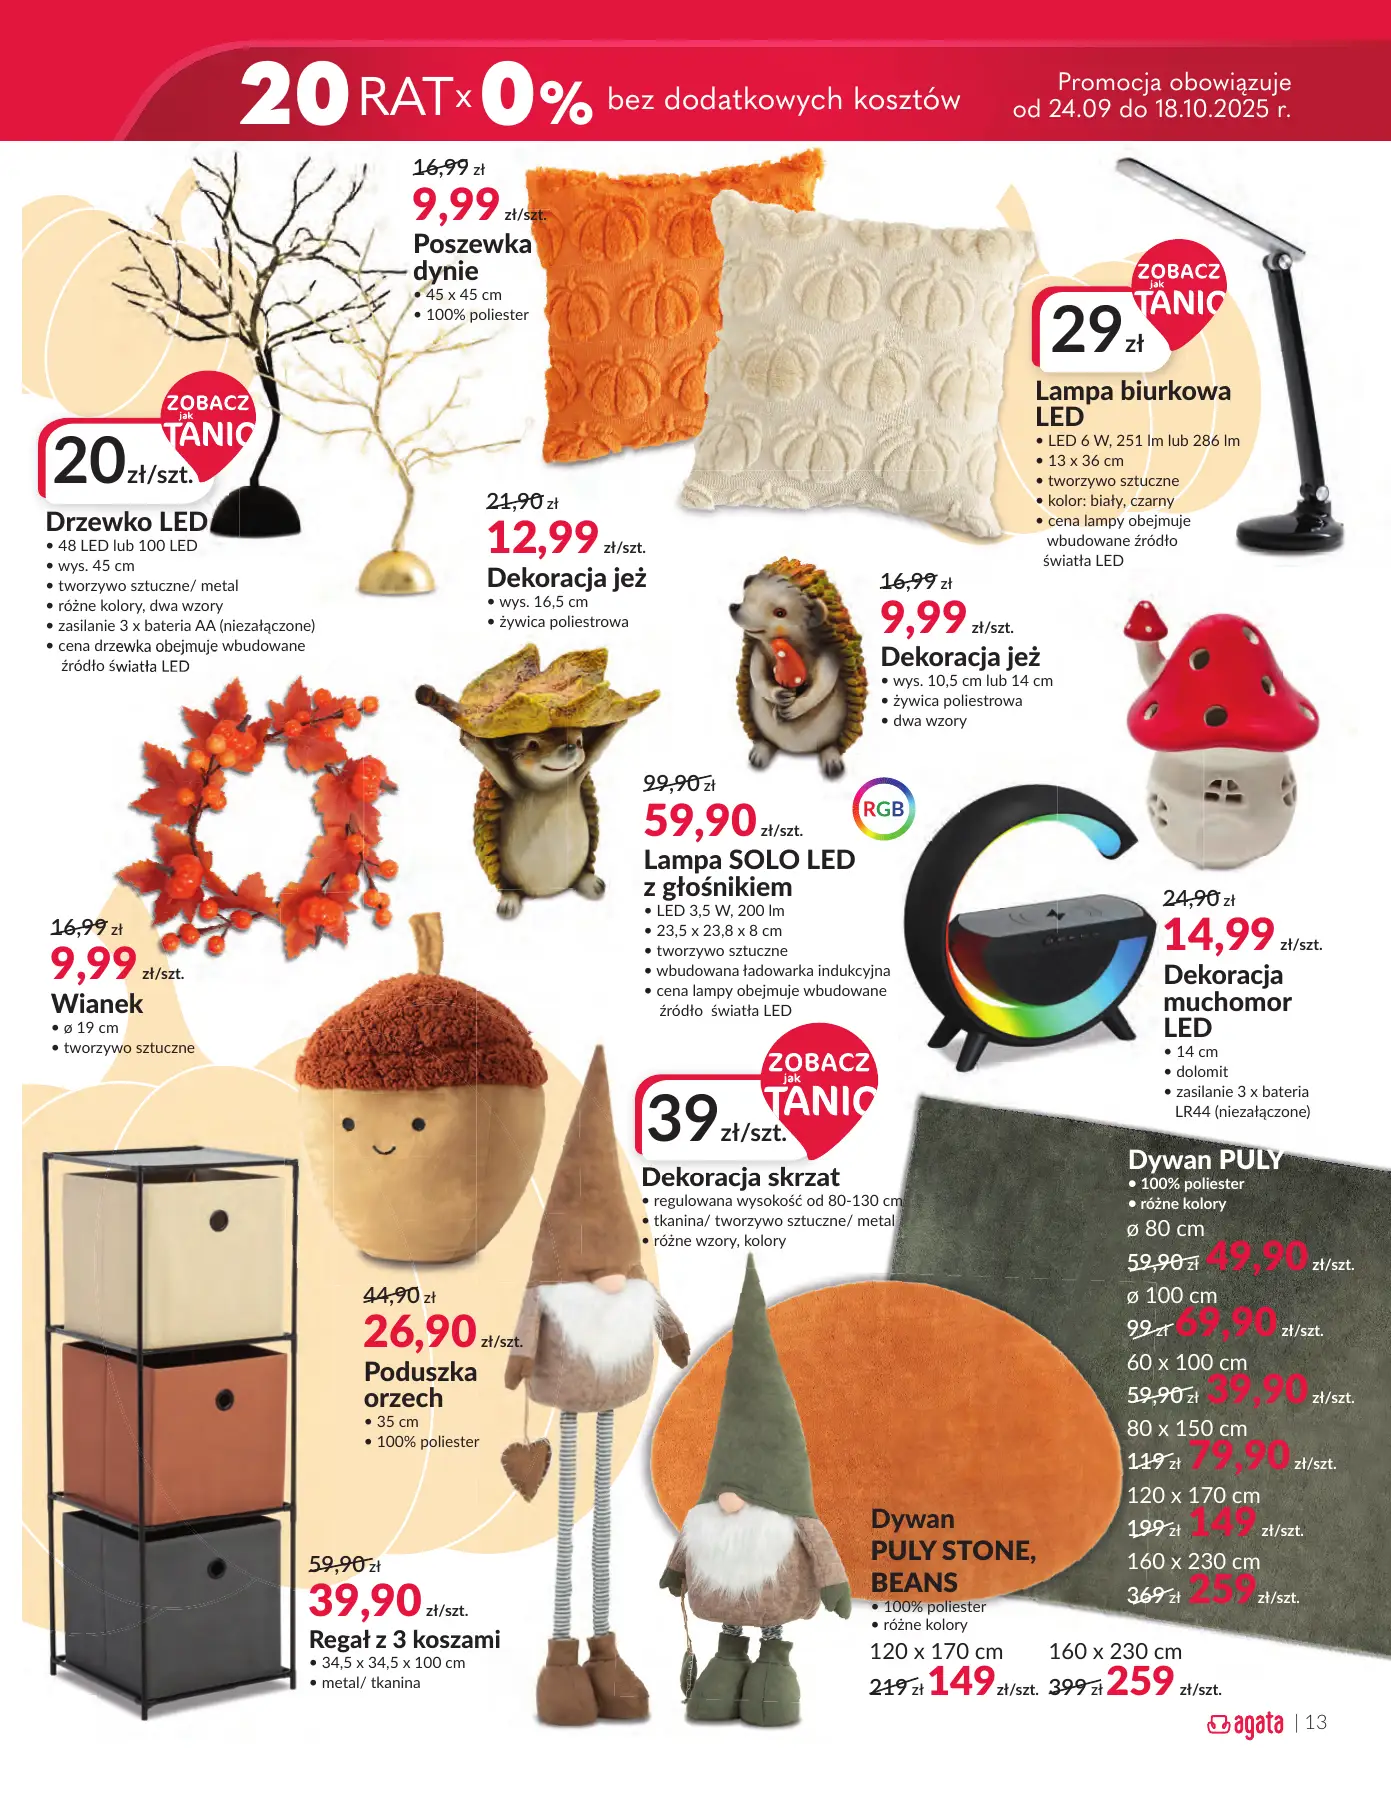 20 RAT x 0% bez dodatkowych kosztów
Promocja obowiązuje
od 24.09 do 18.10.2025 r.
16,99 zł
9,99 zł/szt.
Poszewka
dynie
• 45 x 45 cm
• 100% poliester
ZOBACZ
jak
TANIO
29 zł
Lampa biurkowa
LED
• LED 6 W, 251 lm lub 286 lm
• 13 x 36 cm
• tworzywo sztuczne
• kolor: biały, czarny
• cena lampy obejmuje
wbudowane źródło
światła LED
ZOBACZ
jak
TANIO
20 zł/szt.
Drzewko LED
• 48 LED lub 100 LED
• wys. 45 cm
• tworzywo sztuczne/ metal
• różne kolory, dwa wzory
• zasilanie 3 x bateria AA (niezałączone)
• cena drzewka obejmuje wbudowane
źródło światła LED
21,90 zł
12,99 zł/szt.
Dekoracja jeż
• wys. 16,5 cm
• żywica poliestrowa
16,99 zł
9,99 zł/szt.
Dekoracja jeż
• wys. 10,5 cm lub 14 cm
• żywica poliestrowa
• dwa wzory
99,90 zł
59,90 zł/szt.
RGB
Lampa SOLO LED
z głośnikiem
• LED 3,5 W, 200 lm
• 23,5 x 23,8 x 8 cm
• tworzywo sztuczne
• wbudowana ładowarka indukcyjna
• cena lampy obejmuje wbudowane
źródło światła LED
24,90 zł
14,99 zł/szt.
Dekoracja
muchomor
LED
• 14 cm
• dolomit
• zasilanie 3 x bateria
LR44 (niezałączone)
16,99 zł
9,99 zł/szt.
Wianek
• ø 19 cm
• tworzywo sztuczne
ZOBACZ
jak
TANIO
39 zł/szt.
Dekoracja skrzat
• regulowana wysokość od 80-130 cm
• tkanina/ tworzywo sztuczne/ metal
• różne wzory, kolory
44,90 zł
26,90 zł/szt.
Poduszka
orzech
• 35 cm
• 100% poliester
59,90 zł
39,90 zł/szt.
Regał z 3 koszami
• 34,5 x 34,5 x 100 cm
• metal/ tkanina
Dywan PULY
• 100% poliester
• różne kolory
ø 80 cm
59,90 zł 49,90 zł/szt.
ø 100 cm
99 zł 69,90 zł/szt.
60 x 100 cm
59,90 zł 39,90 zł/szt.
80 x 150 cm
119 zł 79,90 zł/szt.
120 x 170 cm
199 zł 149 zł/szt.
160 x 230 cm
369 zł 259 zł/szt.
Dywan
PULY STONE,
BEANS
• 100% poliester
• różne kolory
120 x 170 cm
219 zł 149 zł/szt.
160 x 230 cm
399 zł 259 zł/szt.
agata | 13